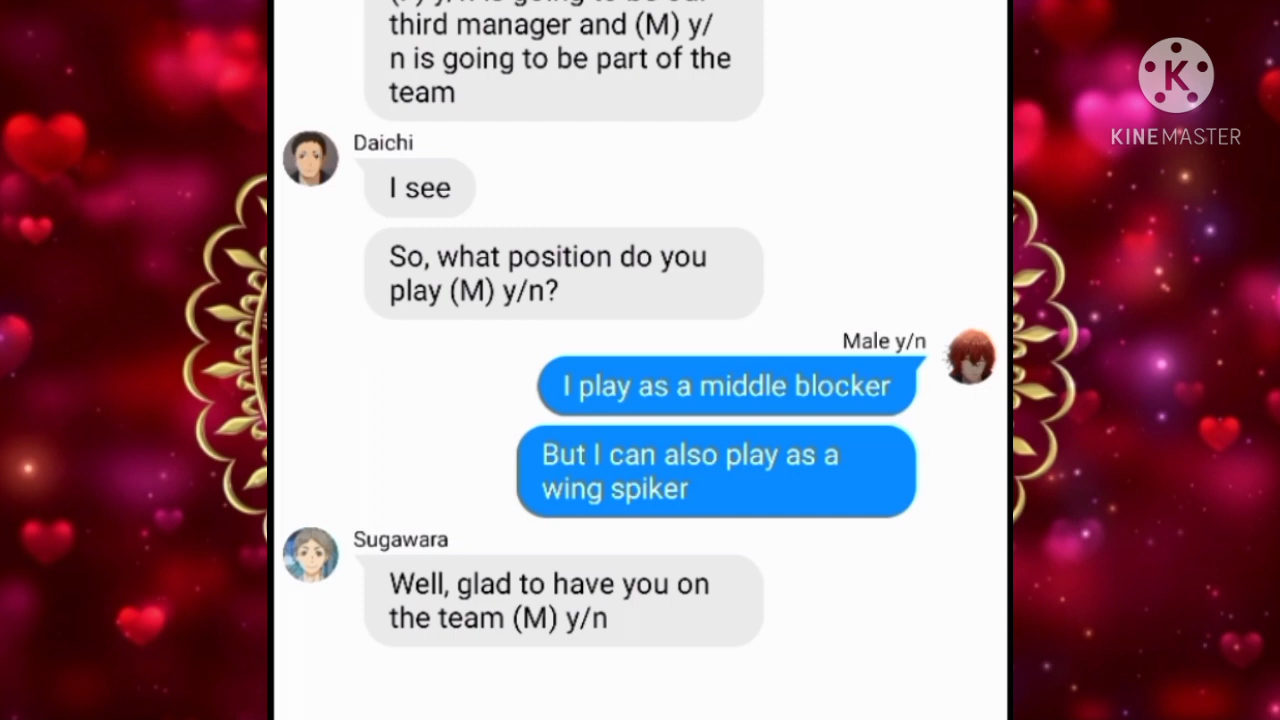 third manager and (M) y/
n is going to be part of the
team
Daichi
I see
So, what position do you
play (M) y/n?
Male y/n
I play as a middle blocker
But I can also play as a
wing spiker
Sugawara
Well, glad to have you on
the team (M) y/n
K
KINEMASTER